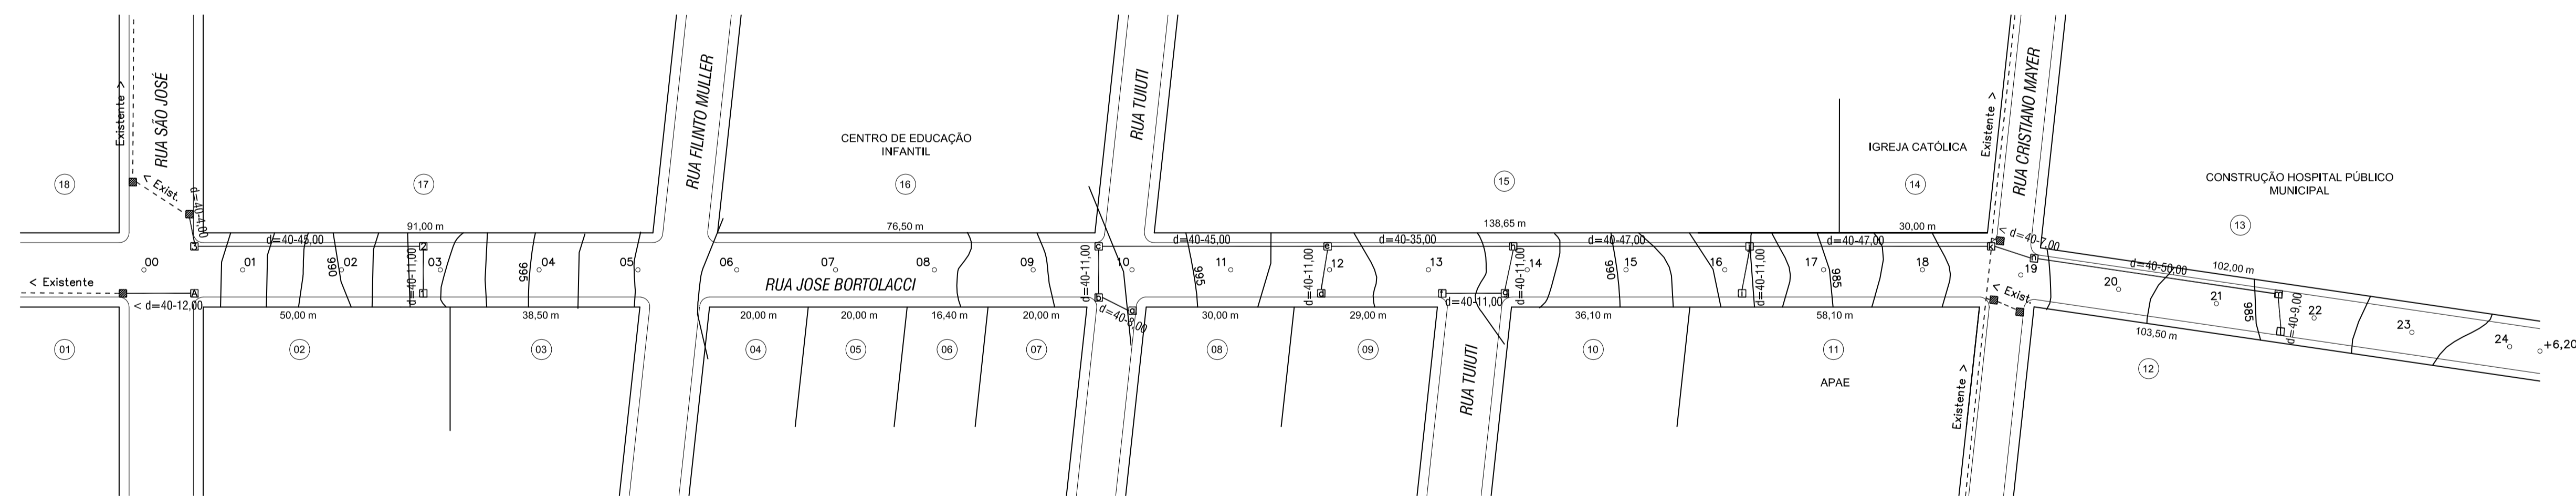 Existente >
RUA SÃO JOSÉ
18
< Exist.
d=40-4,00
17
91,00 m
d=40-45,00
3
2
00
01
990
02
d=40-11,00
03
995
04
05
< Existente
A
1
< d=40-12,00
50,00 m
38,50 m
01
02
03
RUA FILINTO MULLER
CENTRO DE EDUCAÇÃO
INFANTIL
16
76,50 m
06
07
08
09
RUA JOSE BORTOLACCI
20,00 m
20,00 m
16,40 m
20,00 m
04
05
06
07
RUA TUIUTI
c
d=40-11,00
b
a
d=40-8,00
10
15
138,65 m
d=40-45,00
e
d=40-35,00
h
d=40-47,00
995
11
d=40-11,00
12
d
13
f
d=40-11,00
g
d=40-11,00
14
990
15
16
d=40-11,00
17
985
18
30,00 m
29,00 m
36,10 m
58,10 m
08
09
RUA TUIUTI
10
11
APAE
IGREJA CATÓLICA
14
30,00 m
d=40-47,00
Existente >
RUA CRISTIANO MAYER
< d=40-7,00
19
< Exist.
Existente >
CONSTRUÇÃO HOSPITAL PÚBLICO
MUNICIPAL
13
d=40-50,00
102,00 m
20
21
985
22
d=40-9,00
23
24
+6,20
103,50 m
12